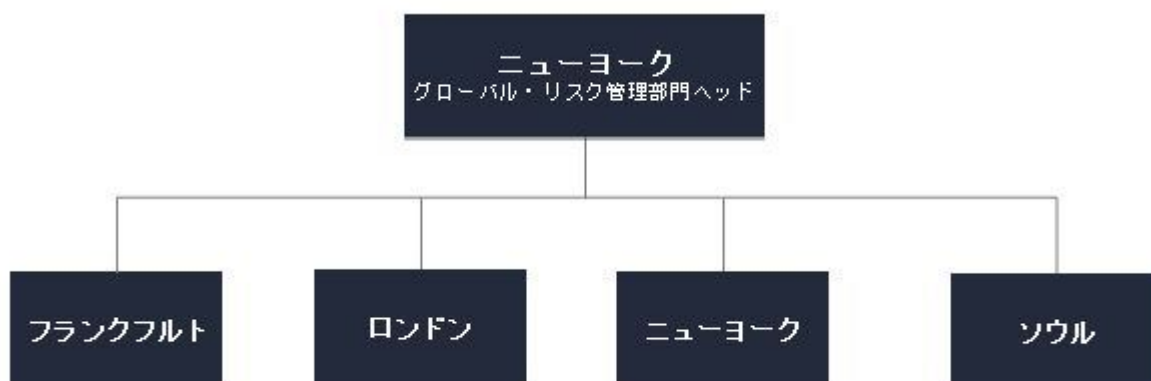 ニューヨーク
グローバル・リスク管理部門ヘッド
フランクフルト
ロンドン
ニューヨーク
ソウル